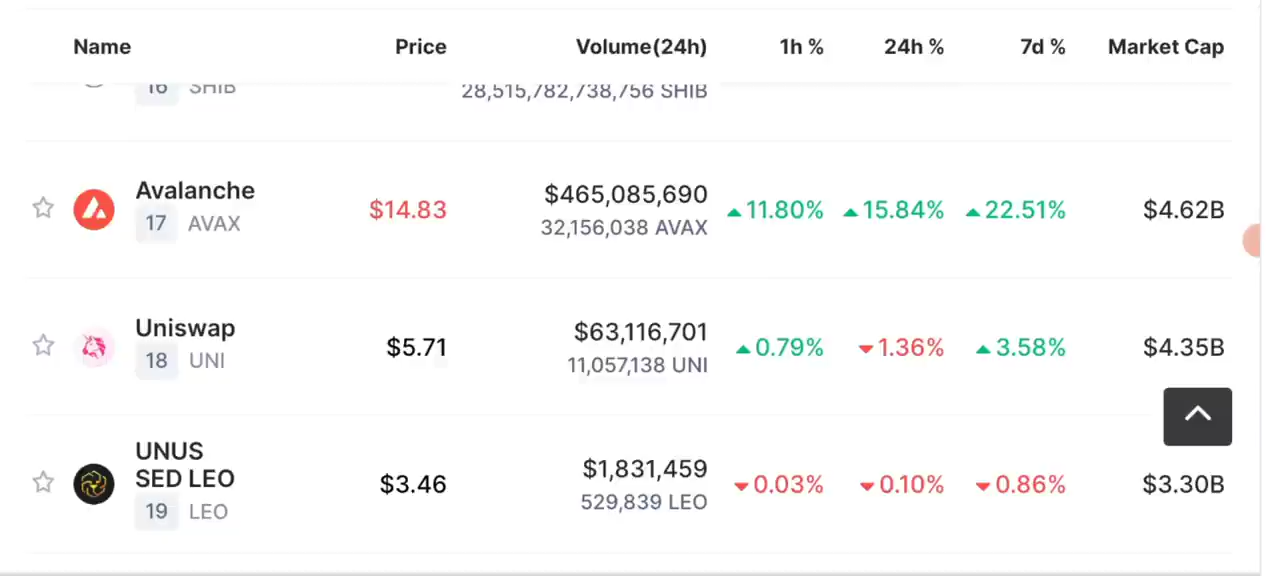 Name Price Volume(24h) 1h % 24h % 7d % Market Cap
16 SHIB 28,515,782,738,756 SHIB
Avalanche
17 AVAX
$14.83
$465,085,690
32,156,038 AVAX
11.80% 15.84% 22.51% $4.62B
Uniswap
18 UNI
$5.71
$63,116,701
11,057,138 UNI
0.79% 1.36% 3.58% $4.35B
UNUS
SED LEO
19 LEO
$3.46
$1,831,459
529,839 LEO
0.03% 0.10% 0.86% $3.30B